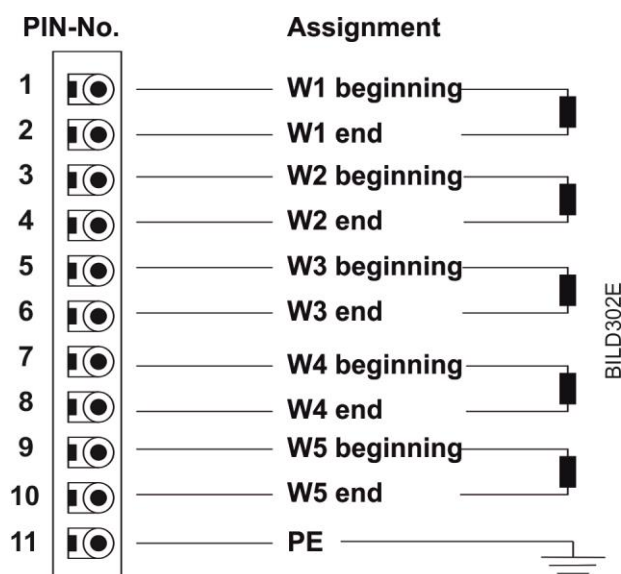 PIN-No. Assignment
1 W1 beginning
2 W1 end
3 W2 beginning
4 W2 end
5 W3 beginning
6 W3 end
7 W4 beginning
8 W4 end
9 W5 beginning
10 W5 end
11 PE
BILD302E